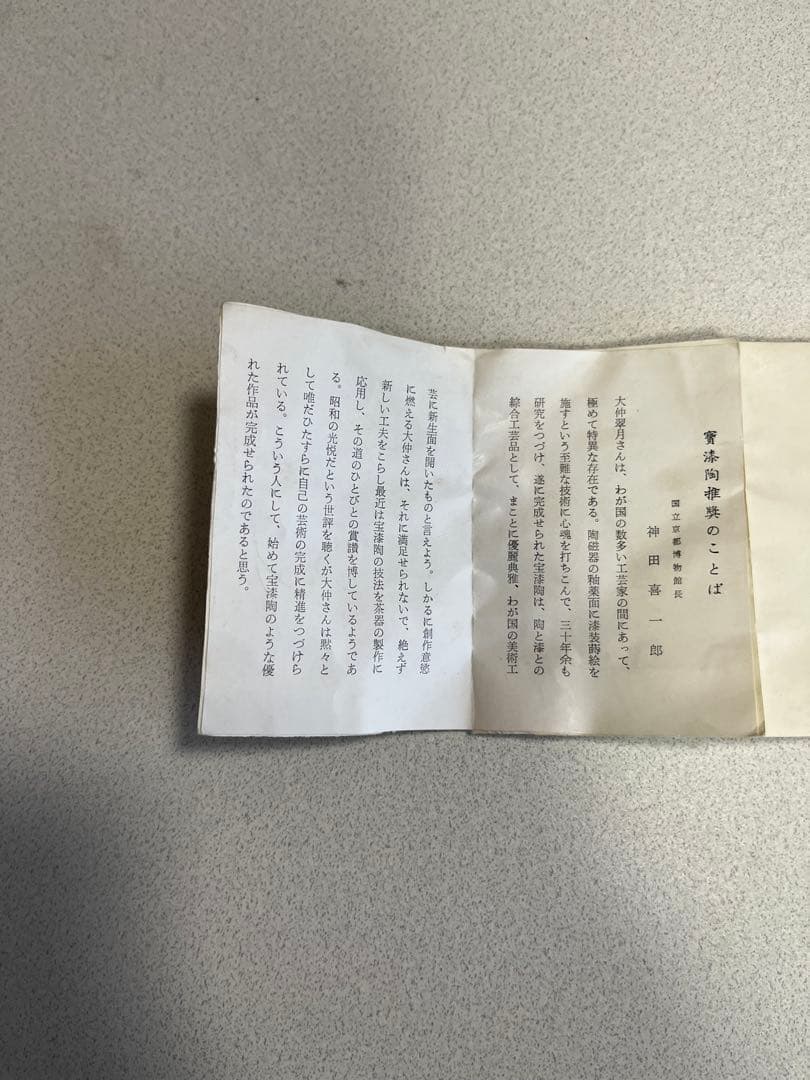 寳漆陶推奬のことば
国立京都博物館長
神田喜一郎
大仲翠月さんは、わが国の数多い工芸家の間にあって、
極めて特異な存在である。陶磁器の釉薬面に漆装蒔絵を
施すという至難な技術に心魂を打ちこんで、三十年余も
研究をつづけ、遂に完成せられた宝漆陶は、陶と漆との
綜合工芸品として、まことに優麗典雅、わが国の美術工
芸に新生面を開いたものと言えよう。しかるに創作意慾
に燃える大仲さんは、それに満足せられないで、絶えず
新しい工夫をこらし最近は宝漆陶の技法を茶器の製作に
応用し、その道のひとびとの賞讃を博しているようであ
る。昭和の光悦だという世評を聴くが大仲さんは黙々と
して唯だひたすらに自己の芸術の完成に精進をつづけら
れている。こういう人にして、始めて宝漆陶のような優
れた作品が完成せられたのであると思う。